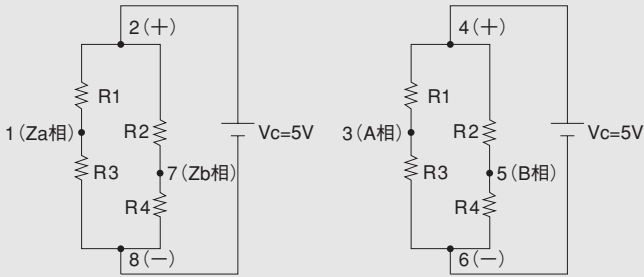 2(+)
R1
1(Za相)
R2
Vc=5V
R3
7(Zb相)
R4
8(−)
4(+)
R1
3(A相)
R2
Vc=5V
R3
5(B相)
R4
6(−)